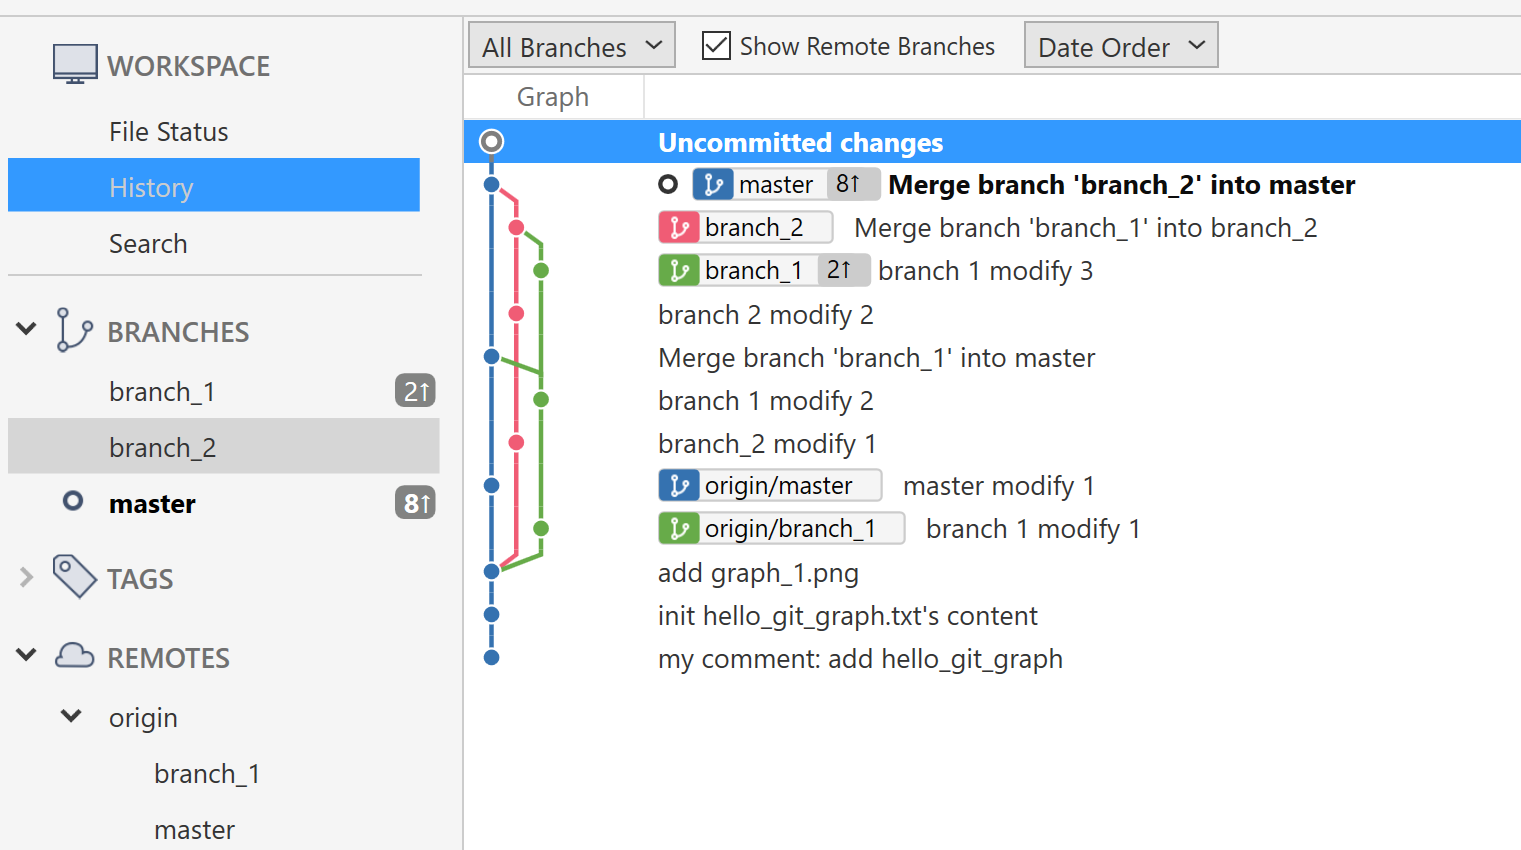 WORKSPACE
File Status
History
Search
BRANCHES
branch_1 2↑
branch_2
master 8↑
TAGS
REMOTES
origin
branch_1
master
All Branches Show Remote Branches Date Order
Graph
Uncommitted changes
master 8↑ Merge branch 'branch_2' into master
branch_2 Merge branch 'branch_1' into branch_2
branch_1 2↑ branch 1 modify 3
branch 2 modify 2
Merge branch 'branch_1' into master
branch 1 modify 2
branch_2 modify 1
origin/master master modify 1
origin/branch_1 branch 1 modify 1
add graph_1.png
init hello_git_graph.txt's content
my comment: add hello_git_graph